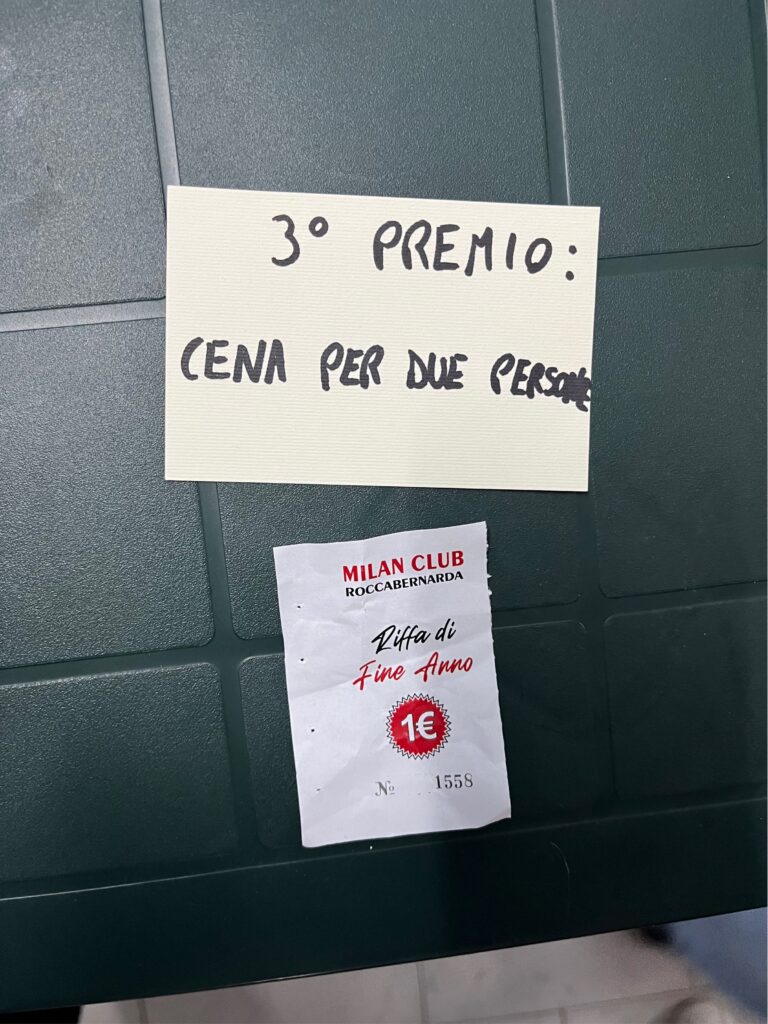 3° PREMIO:
CENA PER DUE PERSONE
MILAN CLUB
ROCCABERNARDA
Riffa di
Fine Anno
1€
№ 1558